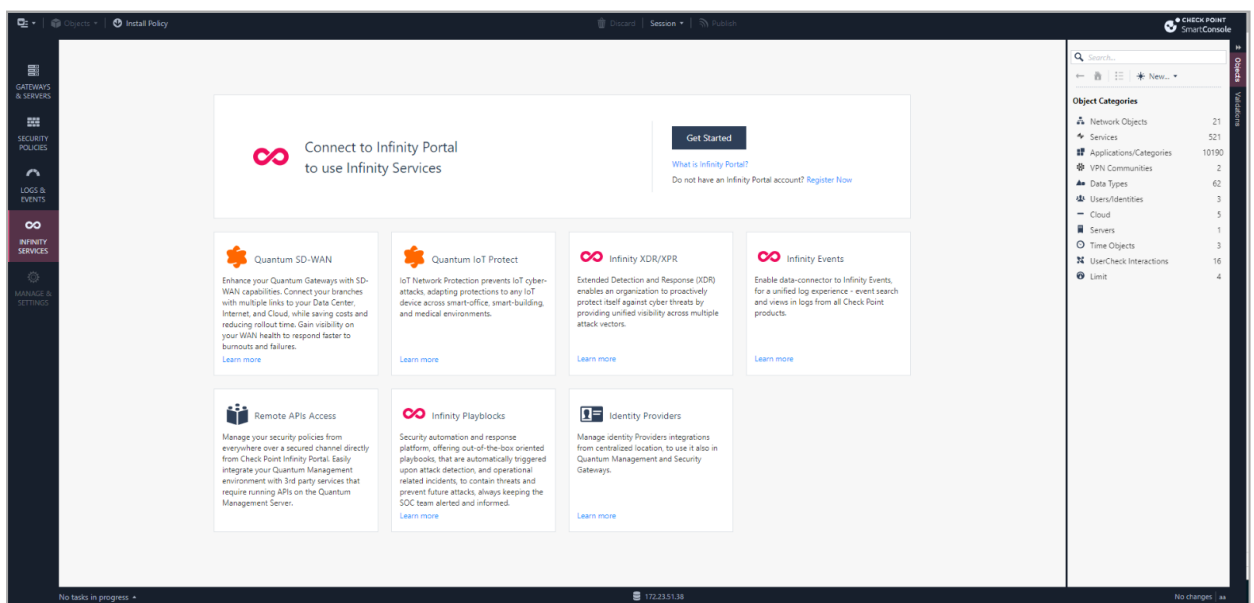 Objects
Install Policy
Discard
Session
Publish
CHECK POINT
SmartConsole
GATEWAYS
& SERVERS
SECURITY
POLICIES
LOGS &
EVENTS
INFINITY
SERVICES
MANAGE &
SETTINGS
Connect to Infinity Portal
to use Infinity Services
Get Started
What is Infinity Portal?
Do not have an Infinity Portal account? Register Now
Quantum SD-WAN
Enhance your Quantum Gateways with SD-
WAN capabilities. Connect your branches
with multiple links to your Data Center,
Internet, and Cloud, while saving costs and
reducing rollout time. Gain visibility on
your WAN health to respond faster to
burnouts and failures.
Learn more
Quantum IoT Protect
IoT Network Protection prevents IoT cyber-
attacks, adapting protections to any IoT
device across smart-office, smart-building,
and medical environments.
Learn more
Infinity XDR/XPR
Extended Detection and Response (XDR)
enables an organization to proactively
protect itself against cyber threats by
providing unified visibility across multiple
attack vectors.
Learn more
Infinity Events
Enable data-connector to Infinity Events,
for a unified log experience - event search
and views in logs from all Check Point
products.
Learn more
Remote APIs Access
Manage your security policies from
everywhere over a secured channel directly
from Check Point Infinity Portal. Easily
integrate your Quantum Management
environment with 3rd party services that
require running APIs on the Quantum
Management Server.
Infinity Playblocks
Security automation and response
platform, offering out-of-the-box oriented
playbooks, that are automatically triggered
upon attack detection, and operational
related incidents, to contain threats and
prevent future attacks, always keeping the
SOC team alerted and informed.
Learn more
Identity Providers
Manage identity Providers integrations
from centralized location, to use it also in
Quantum Management and Security
Gateways.
Learn more
Search...
New...
Object Categories
Network Objects 21
Services 521
Applications/Categories 10190
VPN Communities 2
Data Types 62
Users/Identities 3
Cloud 5
Servers 1
Time Objects 3
UserCheck Interactions 16
Limit 4
Objects
Validations
No tasks in progress
172.23.51.38
No changes